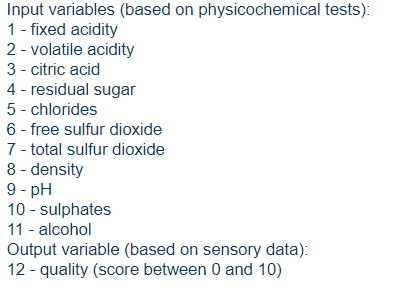 Input variables (based on physicochemical tests):
1 - fixed acidity
2 - volatile acidity
3 - citric acid
4 - residual sugar
5 - chlorides
6 - free sulfur dioxide
7 - total sulfur dioxide
8 - density
9 - pH
10 - sulphates
11 - alcohol
Output variable (based on sensory data):
12 - quality (score between 0 and 10)